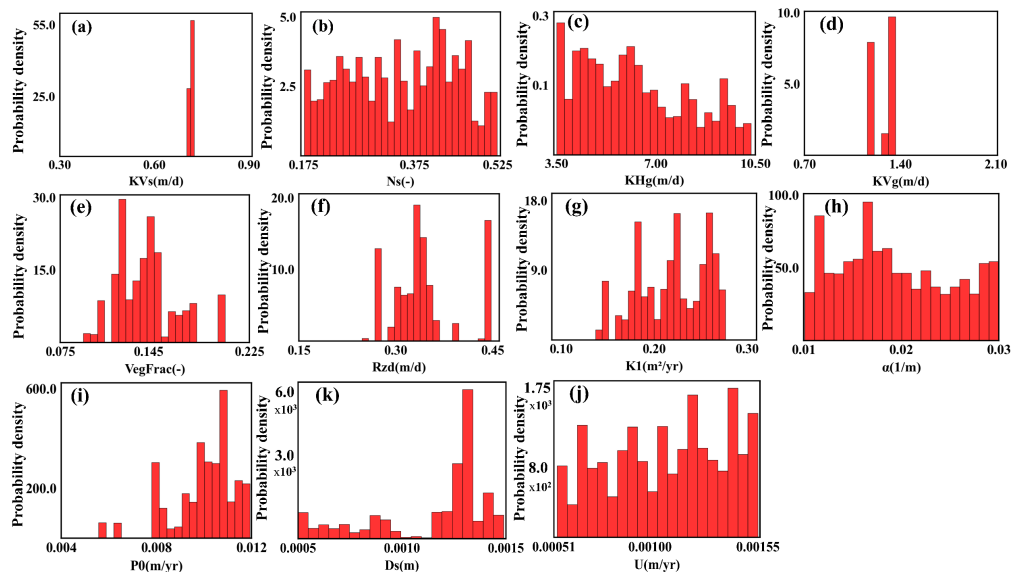 (a)
Probability density
55.0
25.0
0.30
0.60
0.90
KVs(m/d)
(b)
Probability density
5.0
2.5
0.175
0.375
0.525
Ns(-)
(c)
Probability density
0.3
0.1
3.50
7.00
10.50
KHg(m/d)
(d)
Probability density
10.0
5.0
0.70
1.40
2.10
KVg(m/d)
(e)
Probability density
30.0
15.0
0.075
0.145
0.225
VegFrac(-)
(f)
Probability density
20.0
10.0
0.15
0.30
0.45
Rzd(m/d)
(g)
Probability density
18.0
9.0
0.10
0.20
0.30
K1(m²/yr)
(h)
Probability density
100.0
50.0
0.01
0.02
0.03
α(1/m)
(i)
Probability density
600.0
200.0
0.004
0.008
0.012
P0(m/yr)
(k)
Probability density
6.0
x10³
3.0
x10³
0.0005
0.0010
0.0015
Ds(m)
(j)
Probability density
1.75
x10³
8.0
x10²
0.00051
0.00100
0.00155
U(m/yr)